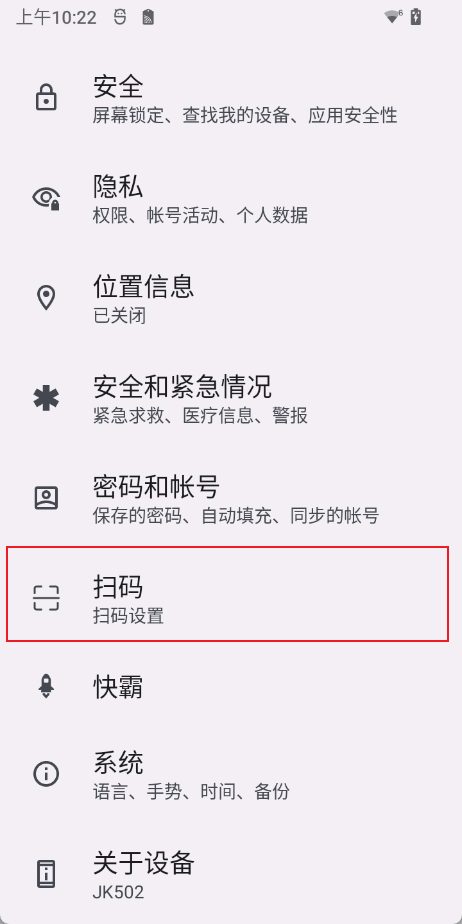 上午10:22
6
安全
屏幕锁定、查找我的设备、应用安全性
隐私
权限、帐号活动、个人数据
位置信息
已关闭
安全和紧急情况
紧急求救、医疗信息、警报
密码和帐号
保存的密码、自动填充、同步的帐号
扫码
扫码设置
快霸
系统
语言、手势、时间、备份
关于设备
JK502